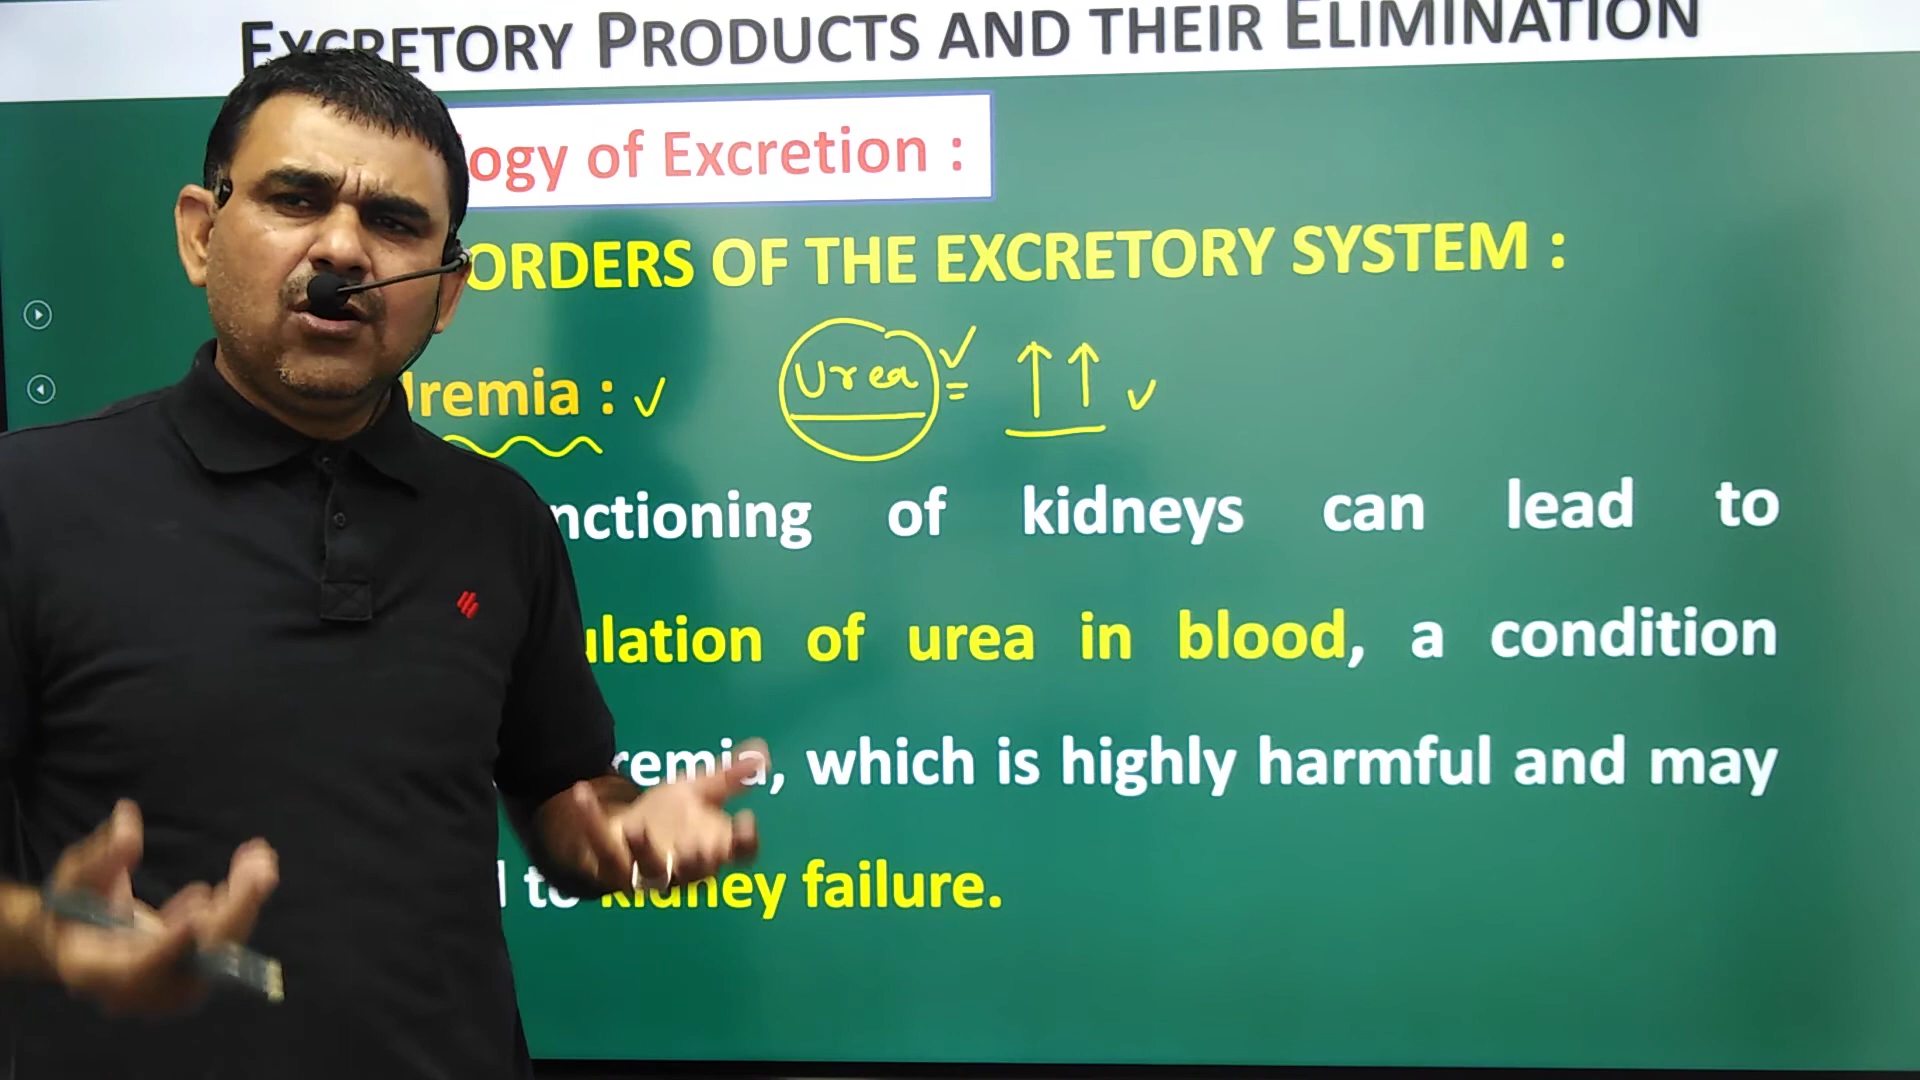 EXCRETORY PRODUCTS AND THEIR ELIMINATION
ogy of Excretion :
ORDERS OF THE EXCRETORY SYSTEM :
Uremia : ✓ Urea ✓ = ↑↑ ✓
nctioning of kidneys can lead to
ulation of urea in blood, a condition
remia, which is highly harmful and may
to kidney failure.